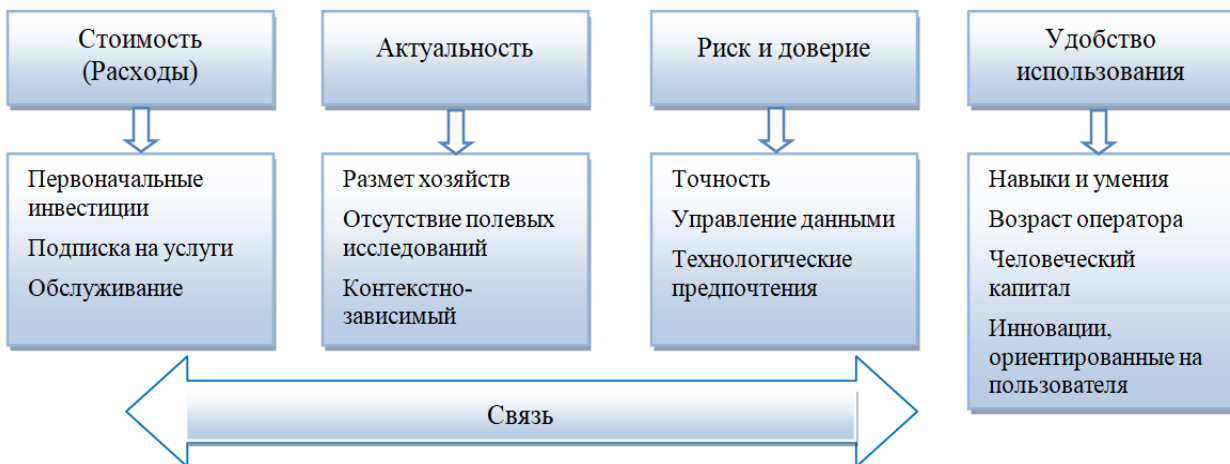 Стоимость
(Расходы)
Актуальность
Риск и доверие
Удобство
использования
Первоначальные
инвестиции
Подписка на услуги
Обслуживание
Размет хозяйств
Отсутствие полевых
исследований
Контекстно-
зависимый
Точность
Управление данными
Технологические
предпочтения
Навыки и умения
Возраст оператора
Человеческий
капитал
Инновации,
ориентированные на
пользователя
Связь